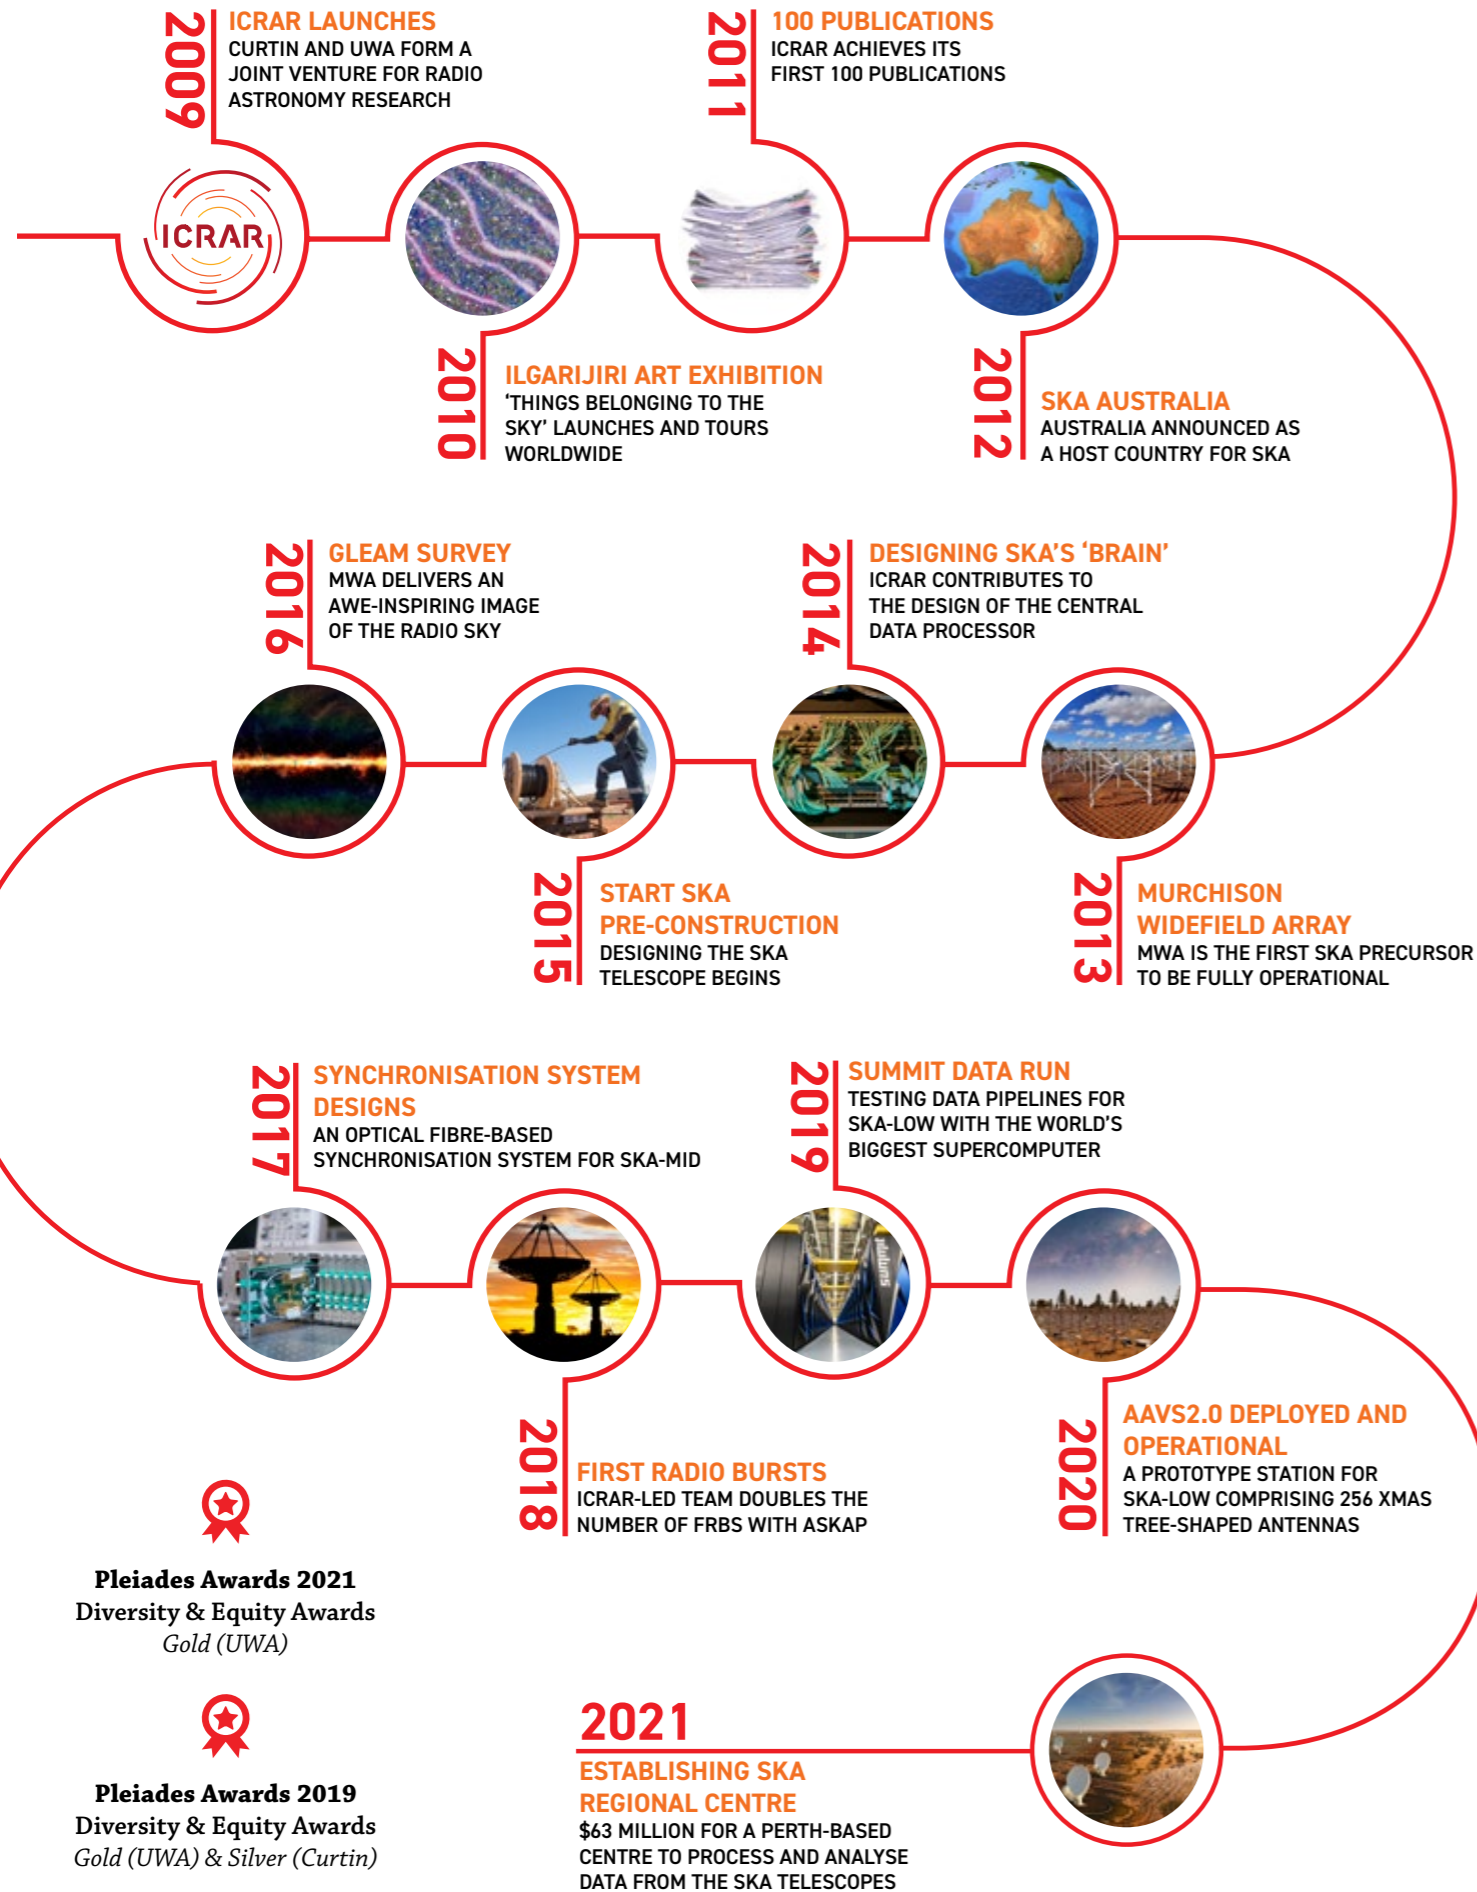 2009
ICRAR LAUNCHES
CURTIN AND UWA FORM A
JOINT VENTURE FOR RADIO
ASTRONOMY RESEARCH
ICRAR
2010
ILGARIJIRI ART EXHIBITION
‘THINGS BELONGING TO THE
SKY’ LAUNCHES AND TOURS
WORLDWIDE
2011
100 PUBLICATIONS
ICRAR ACHIEVES ITS
FIRST 100 PUBLICATIONS
2012
SKA AUSTRALIA
AUSTRALIA ANNOUNCED AS
A HOST COUNTRY FOR SKA
2013
MURCHISON
WIDEFIELD ARRAY
MWA IS THE FIRST SKA PRECURSOR
TO BE FULLY OPERATIONAL
2014
DESIGNING SKA’S ‘BRAIN’
ICRAR CONTRIBUTES TO
THE DESIGN OF THE CENTRAL
DATA PROCESSOR
2015
START SKA
PRE-CONSTRUCTION
DESIGNING THE SKA
TELESCOPE BEGINS
2016
GLEAM SURVEY
MWA DELIVERS AN
AWE-INSPIRING IMAGE
OF THE RADIO SKY
2017
SYNCHRONISATION SYSTEM
DESIGNS
AN OPTICAL FIBRE-BASED
SYNCHRONISATION SYSTEM FOR SKA-MID
2018
FIRST RADIO BURSTS
ICRAR-LED TEAM DOUBLES THE
NUMBER OF FRBS WITH ASKAP
2019
SUMMIT DATA RUN
TESTING DATA PIPELINES FOR
SKA-LOW WITH THE WORLD’S
BIGGEST SUPERCOMPUTER
2020
AAVS2.0 DEPLOYED AND
OPERATIONAL
A PROTOTYPE STATION FOR
SKA-LOW COMPRISING 256 XMAS
TREE-SHAPED ANTENNAS
2021
ESTABLISHING SKA
REGIONAL CENTRE
$63 MILLION FOR A PERTH-BASED
CENTRE TO PROCESS AND ANALYSE
DATA FROM THE SKA TELESCOPES
Pleiades Awards 2021
Diversity & Equity Awards
Gold (UWA)
Pleiades Awards 2019
Diversity & Equity Awards
Gold (UWA) & Silver (Curtin)